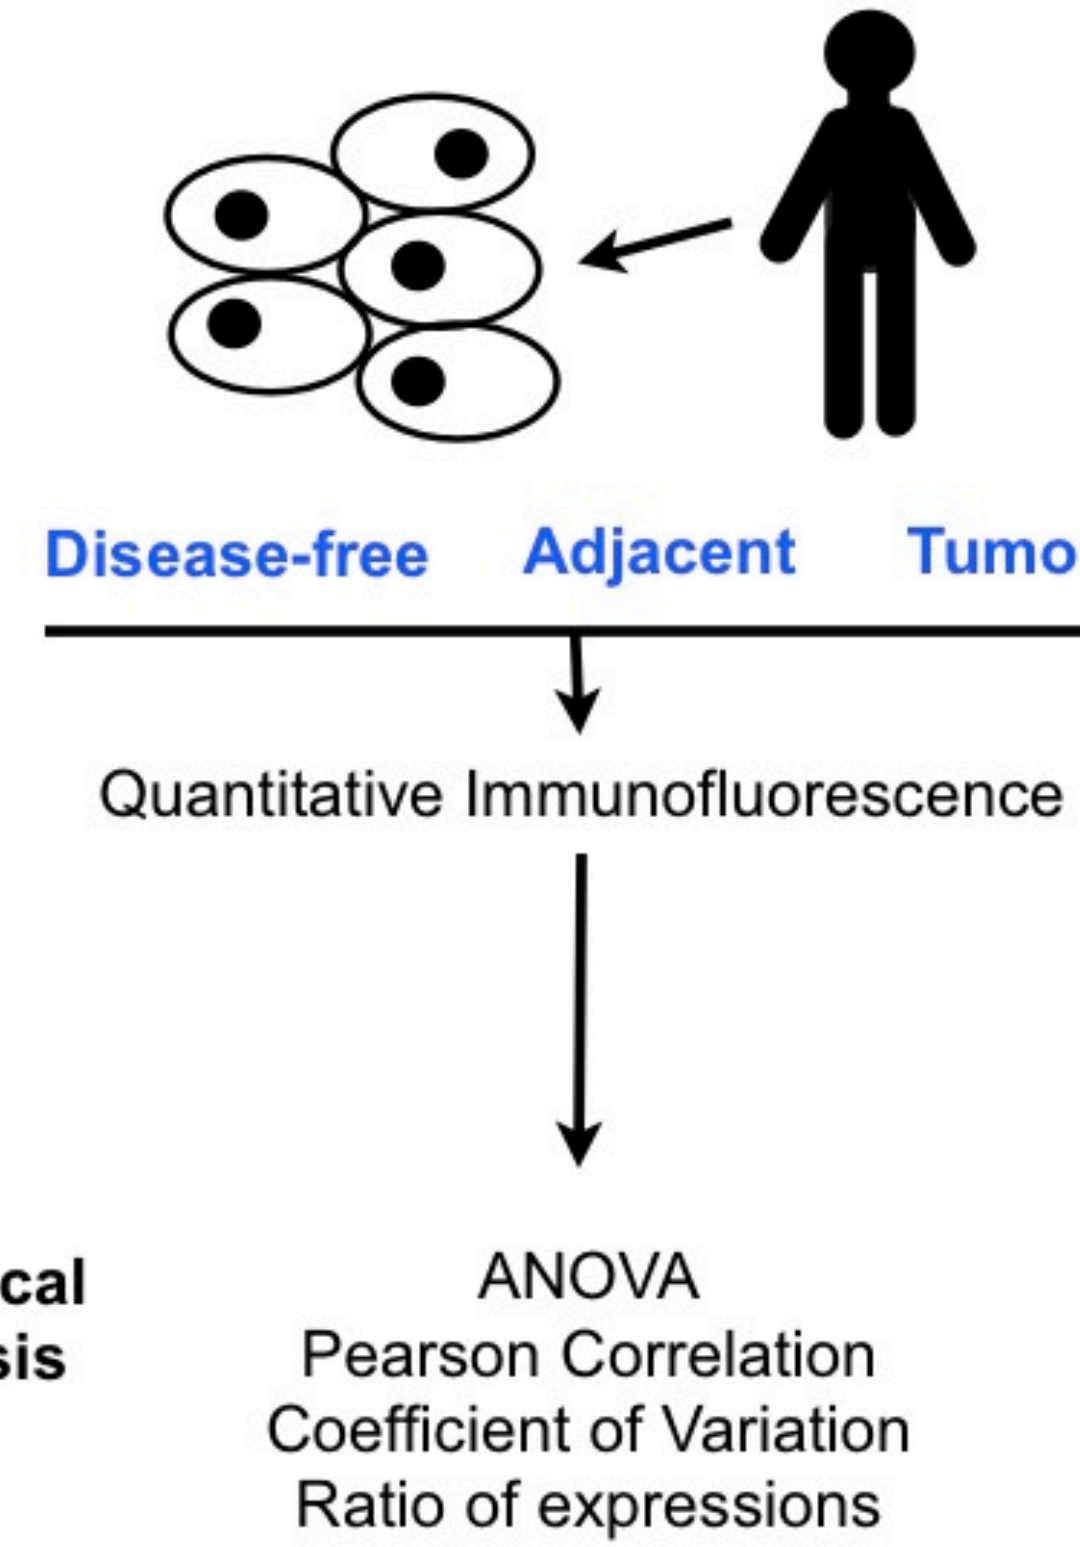 Disease-free Adjacent Tumo
Quantitative Immunofluorescence
cal
sis
ANOVA
Pearson Correlation
Coefficient of Variation
Ratio of expressions